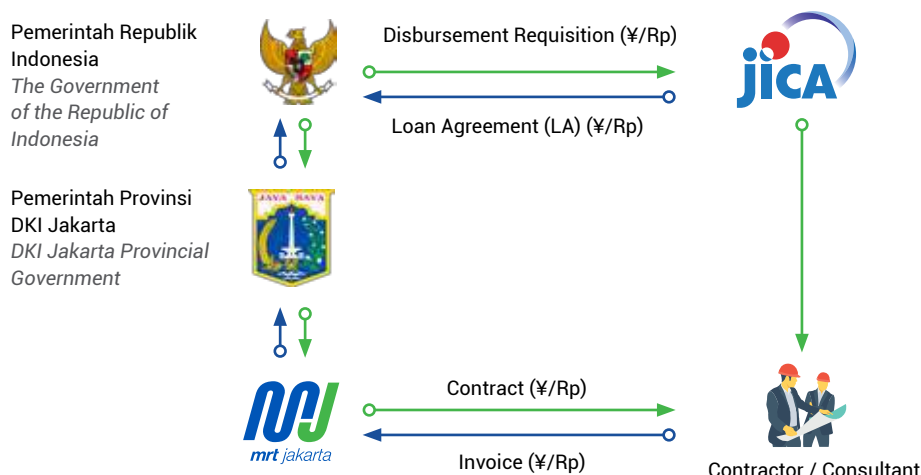 Pemerintah Republik
Indonesia
The Government
of the Republic of
Indonesia
Disbursement Requisition (¥/Rp)
Loan Agreement (LA) (¥/Rp)
jICA
Pemerintah Provinsi
DKI Jakarta
DKI Jakarta Provincial
Government
JAYA RAYA
mrt jakarta
Contract (¥/Rp)
Invoice (¥/Rp)
Contractor / Consultant